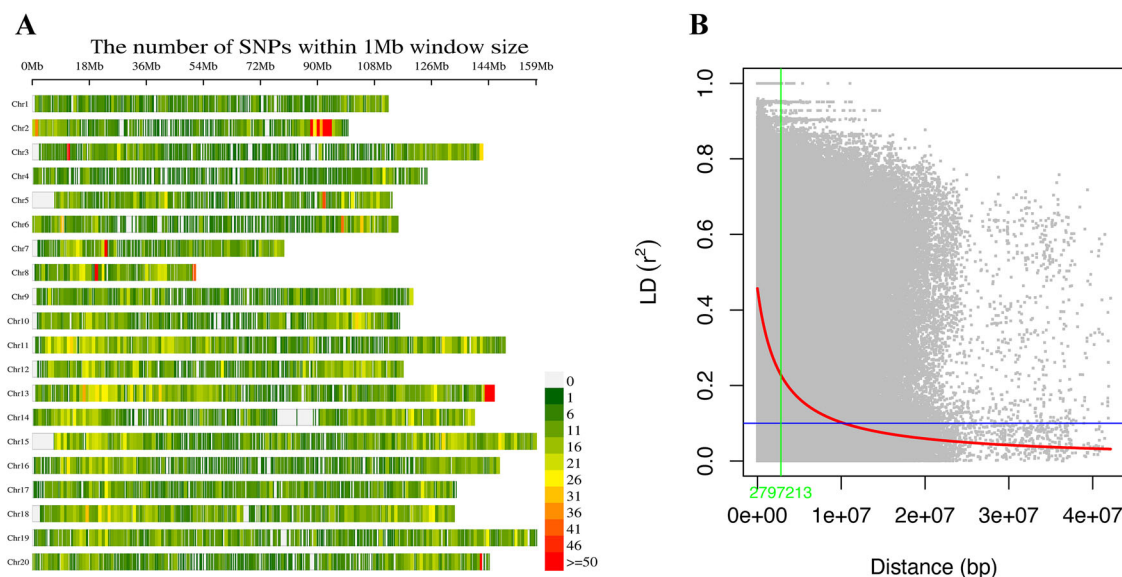 A
The number of SNPs within 1Mb window size
0Mb 18Mb 36Mb 54Mb 72Mb 90Mb 108Mb 126Mb 144Mb 159Mb
Chr1
Chr2
Chr3
Chr4
Chr5
Chr6
Chr7
Chr8
Chr9
Chr10
Chr11
Chr12
Chr13
Chr14
Chr15
Chr16
Chr17
Chr18
Chr19
Chr20
0
1
6
11
16
21
26
31
36
41
46
>=50
B
LD (r²)
1.0
0.8
0.6
0.4
0.2
0.0
2797213
0e+00 1e+07 2e+07 3e+07 4e+07
Distance (bp)